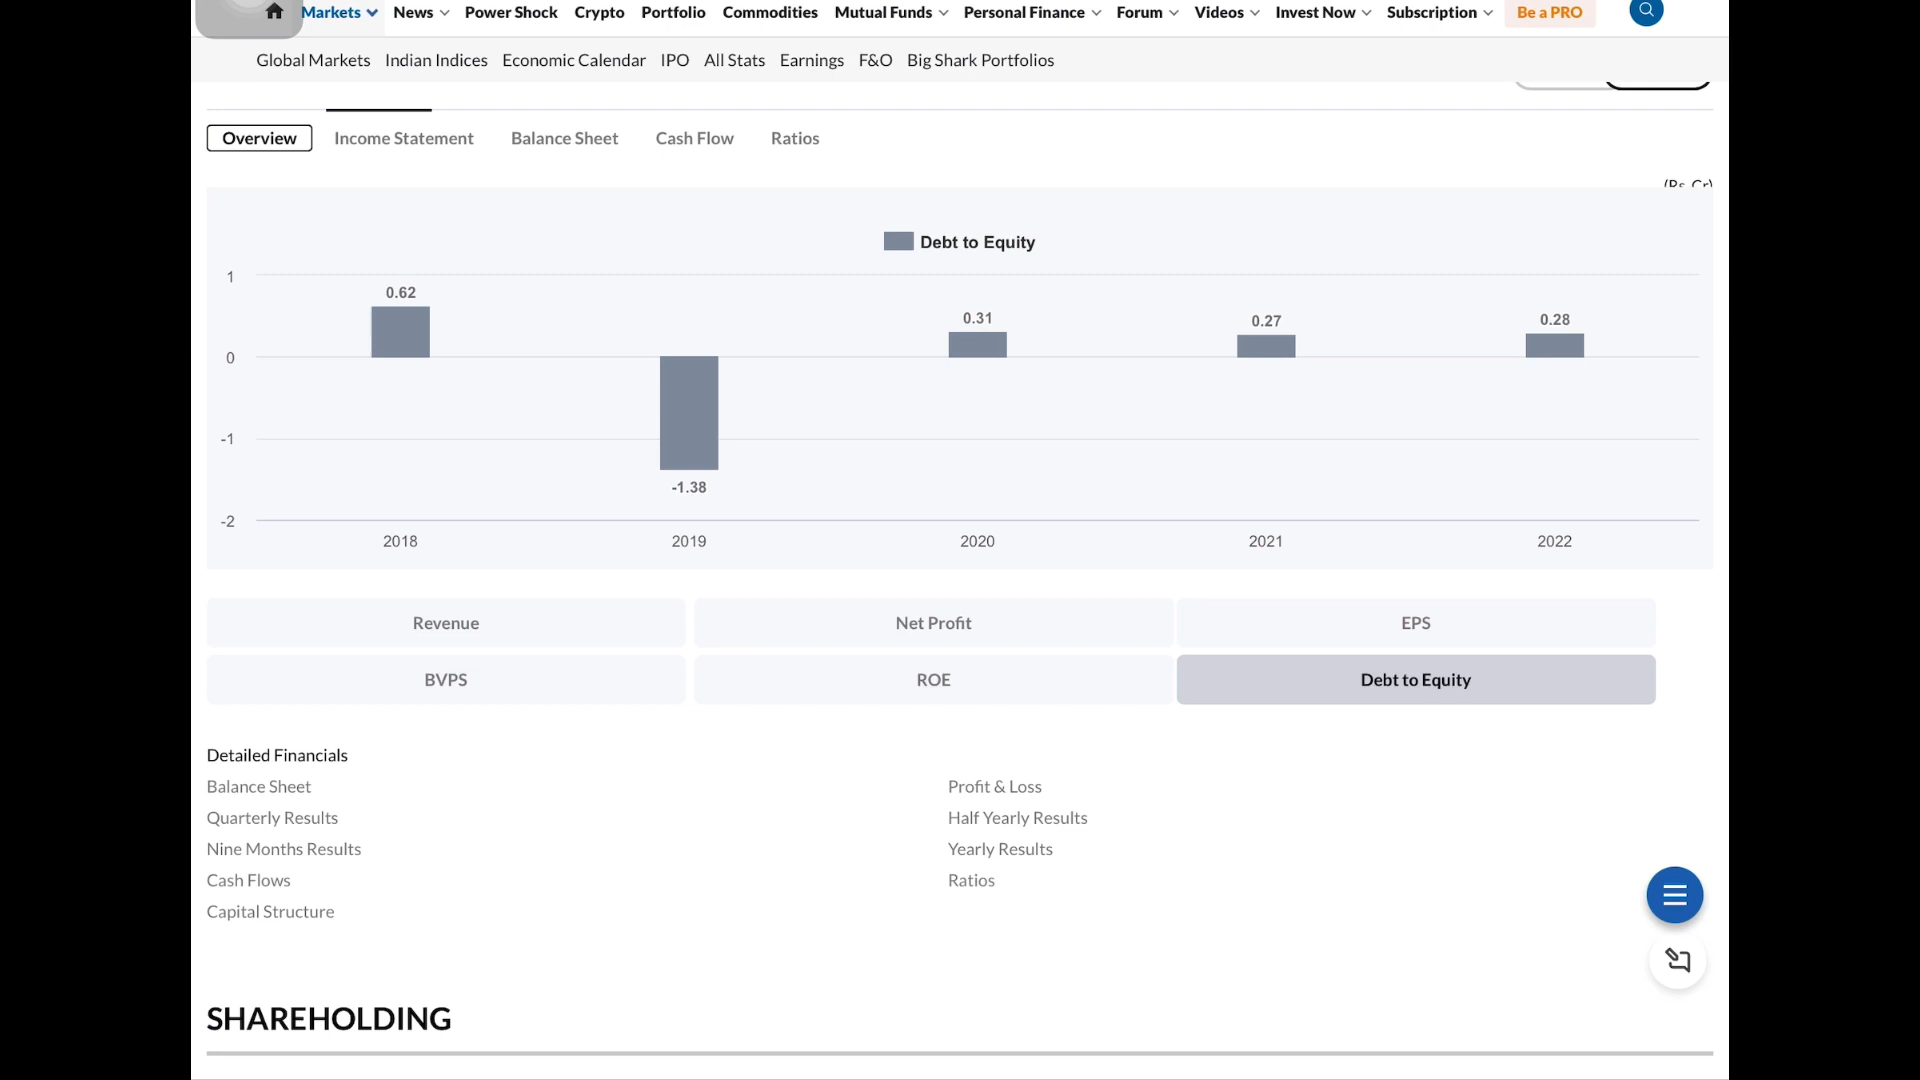 Markets News Power Shock Crypto Portfolio Commodities Mutual Funds Personal Finance Forum Videos Invest Now Subscription Be a PRO
Global Markets Indian Indices Economic Calendar IPO All Stats Earnings F&O Big Shark Portfolios
Overview Income Statement Balance Sheet Cash Flow Ratios
(Rs. Cr)
Debt to Equity
1
0.62 0.31 0.27 0.28
0
-1
-1.38
-2
2018 2019 2020 2021 2022
Revenue Net Profit EPS
BVPS ROE Debt to Equity
Detailed Financials
Balance Sheet Profit & Loss
Quarterly Results Half Yearly Results
Nine Months Results Yearly Results
Cash Flows Ratios
Capital Structure
SHAREHOLDING